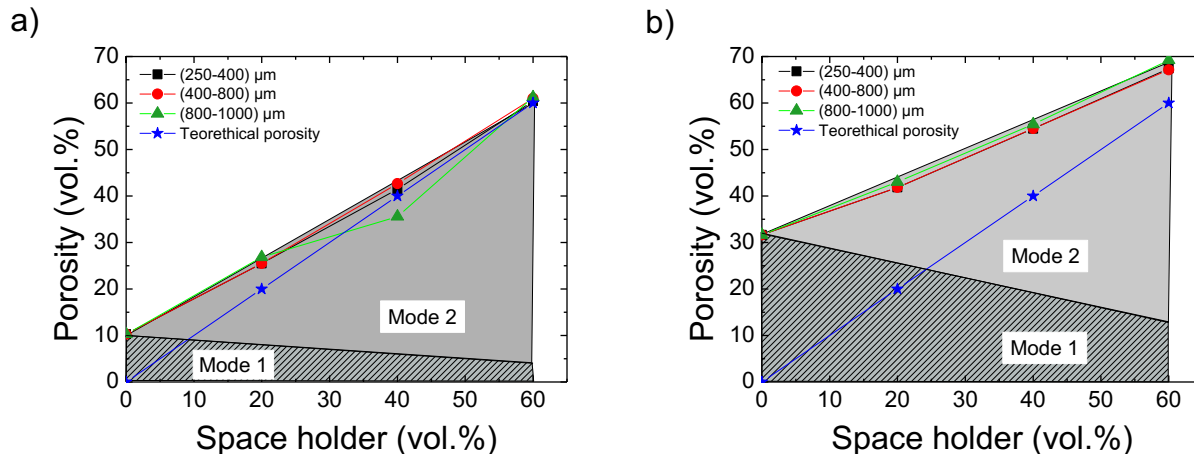 a)
70
60
50
40
30
20
10
0
Porosity (vol.%)
(250-400) µm
(400-800) µm
(800-1000) µm
Teorethical porosity
Mode 2
Mode 1
0 10 20 30 40 50 60
Space holder (vol.%)
b)
70
60
50
40
30
20
10
0
Porosity (vol.%)
(250-400) µm
(400-800) µm
(800-1000) µm
Teorethical porosity
Mode 2
Mode 1
0 10 20 30 40 50 60
Space holder (vol.%)